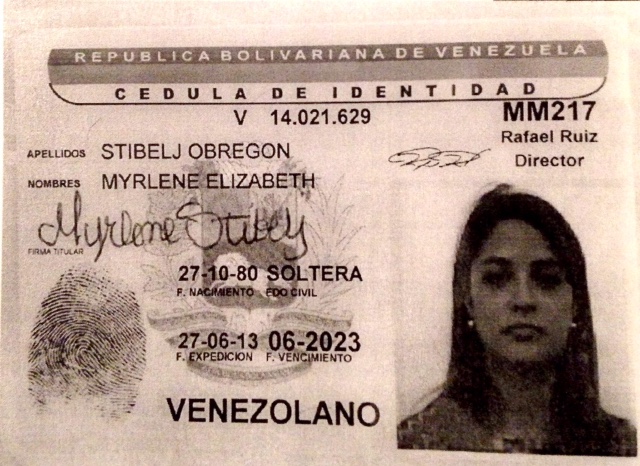 REPUBLICA BOLIVARIANA DE VENEZUELA
CEDULA DE IDENTIDAD
V 14.021.629
MM217
Rafael Ruiz
Director
APELLIDOS STIBELJ OBREGON
NOMBRES MYRLENE ELIZABETH
Myrlene Stibelj
FIRMA TITULAR
27-10-80 SOLTERA
F. NACIMIENTO EDO CIVIL
27-06-13 06-2023
F. EXPEDICION F. VENCIMIENTO
VENEZOLANO